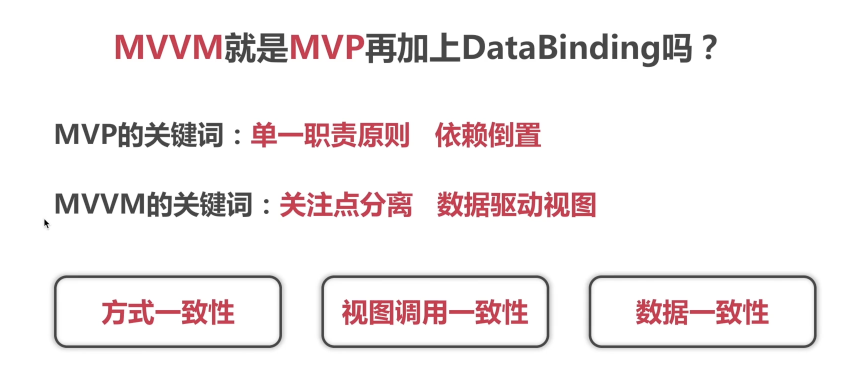 MVVM就是MVP再加上DataBinding吗？
MVP的关键词：单一职责原则 依赖倒置
MVVM的关键词：关注点分离 数据驱动视图
方式一致性 视图调用一致性 数据一致性